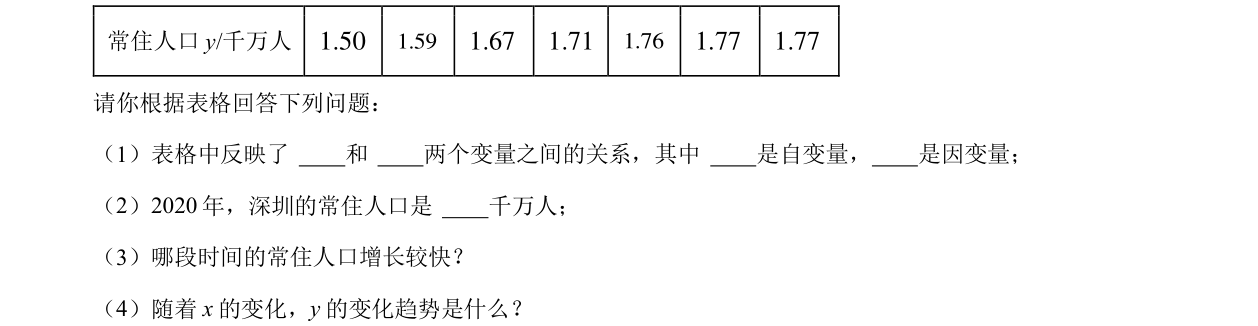 常住人口 y/千万人 1.50 1.59 1.67 1.71 1.76 1.77 1.77
请你根据表格回答下列问题：
（1）表格中反映了 ____和 ____两个变量之间的关系，其中 ____是自变量，____是因变量；
（2）2020 年，深圳的常住人口是 ____千万人；
（3）哪段时间的常住人口增长较快？
（4）随着 x 的变化，y 的变化趋势是什么？